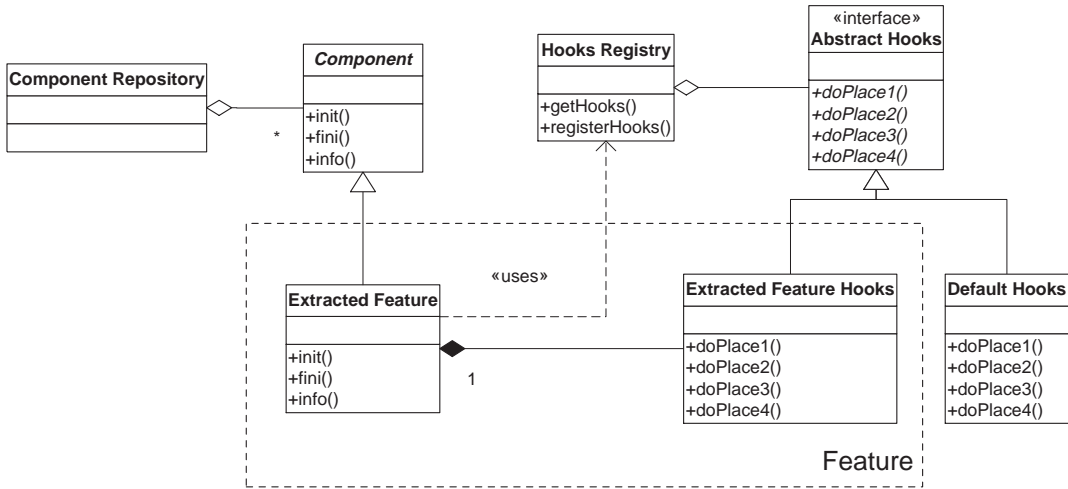 Component Repository
*
Component
+init()
+fini()
+info()
Hooks Registry
+getHooks()
+registerHooks()
«interface»
Abstract Hooks
+doPlace1()
+doPlace2()
+doPlace3()
+doPlace4()
«uses»
Extracted Feature
+init()
+fini()
+info()
1
Extracted Feature Hooks
+doPlace1()
+doPlace2()
+doPlace3()
+doPlace4()
Default Hooks
+doPlace1()
+doPlace2()
+doPlace3()
+doPlace4()
Feature